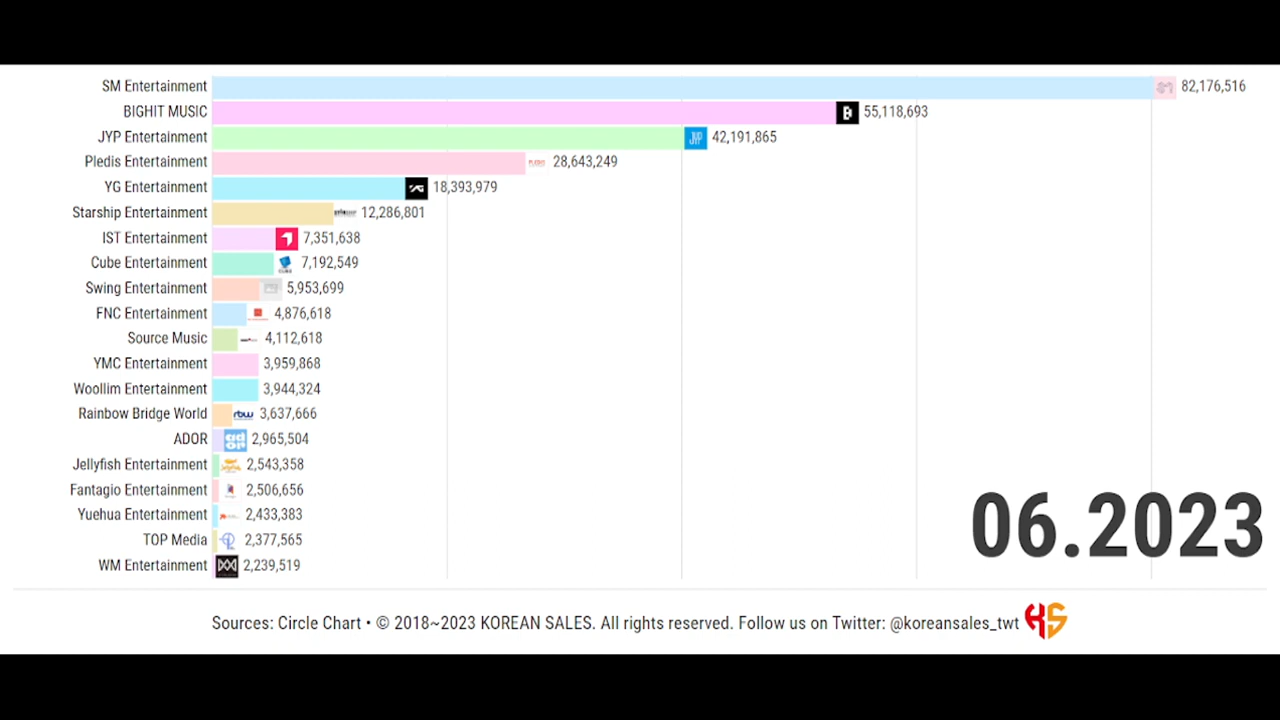 SM Entertainment 82,176,516
BIGHIT MUSIC 55,118,693
JYP Entertainment JYP 42,191,865
Pledis Entertainment PLEDIS 28,643,249
YG Entertainment YG 18,393,979
Starship Entertainment 12,286,801
IST Entertainment 7,351,638
Cube Entertainment CUBE 7,192,549
Swing Entertainment 5,953,699
FNC Entertainment 4,876,618
Source Music 4,112,618
YMC Entertainment 3,959,868
Woollim Entertainment 3,944,324
Rainbow Bridge World rbw 3,637,666
ADOR ador 2,965,504
Jellyfish Entertainment 2,543,358
Fantagio Entertainment 2,506,656
Yuehua Entertainment 2,433,383
TOP Media 2,377,565
WM Entertainment 2,239,519
06.2023
Sources: Circle Chart • © 2018~2023 KOREAN SALES. All rights reserved. Follow us on Twitter: @koreansales_twt KS